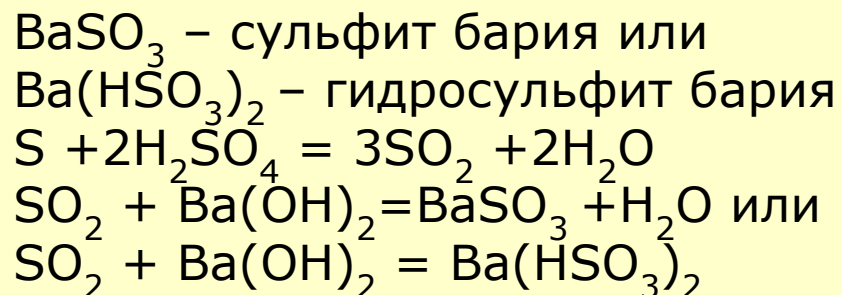 BaSO₃ – сульфит бария или
Ba(HSO₃)₂ – гидросульфит бария
S +2H₂SO₄ = 3SO₂ +2H₂O
SO₂ + Ba(OH)₂=BaSO₃ +H₂O или
SO₂ + Ba(OH)₂ = Ba(HSO₃)₂